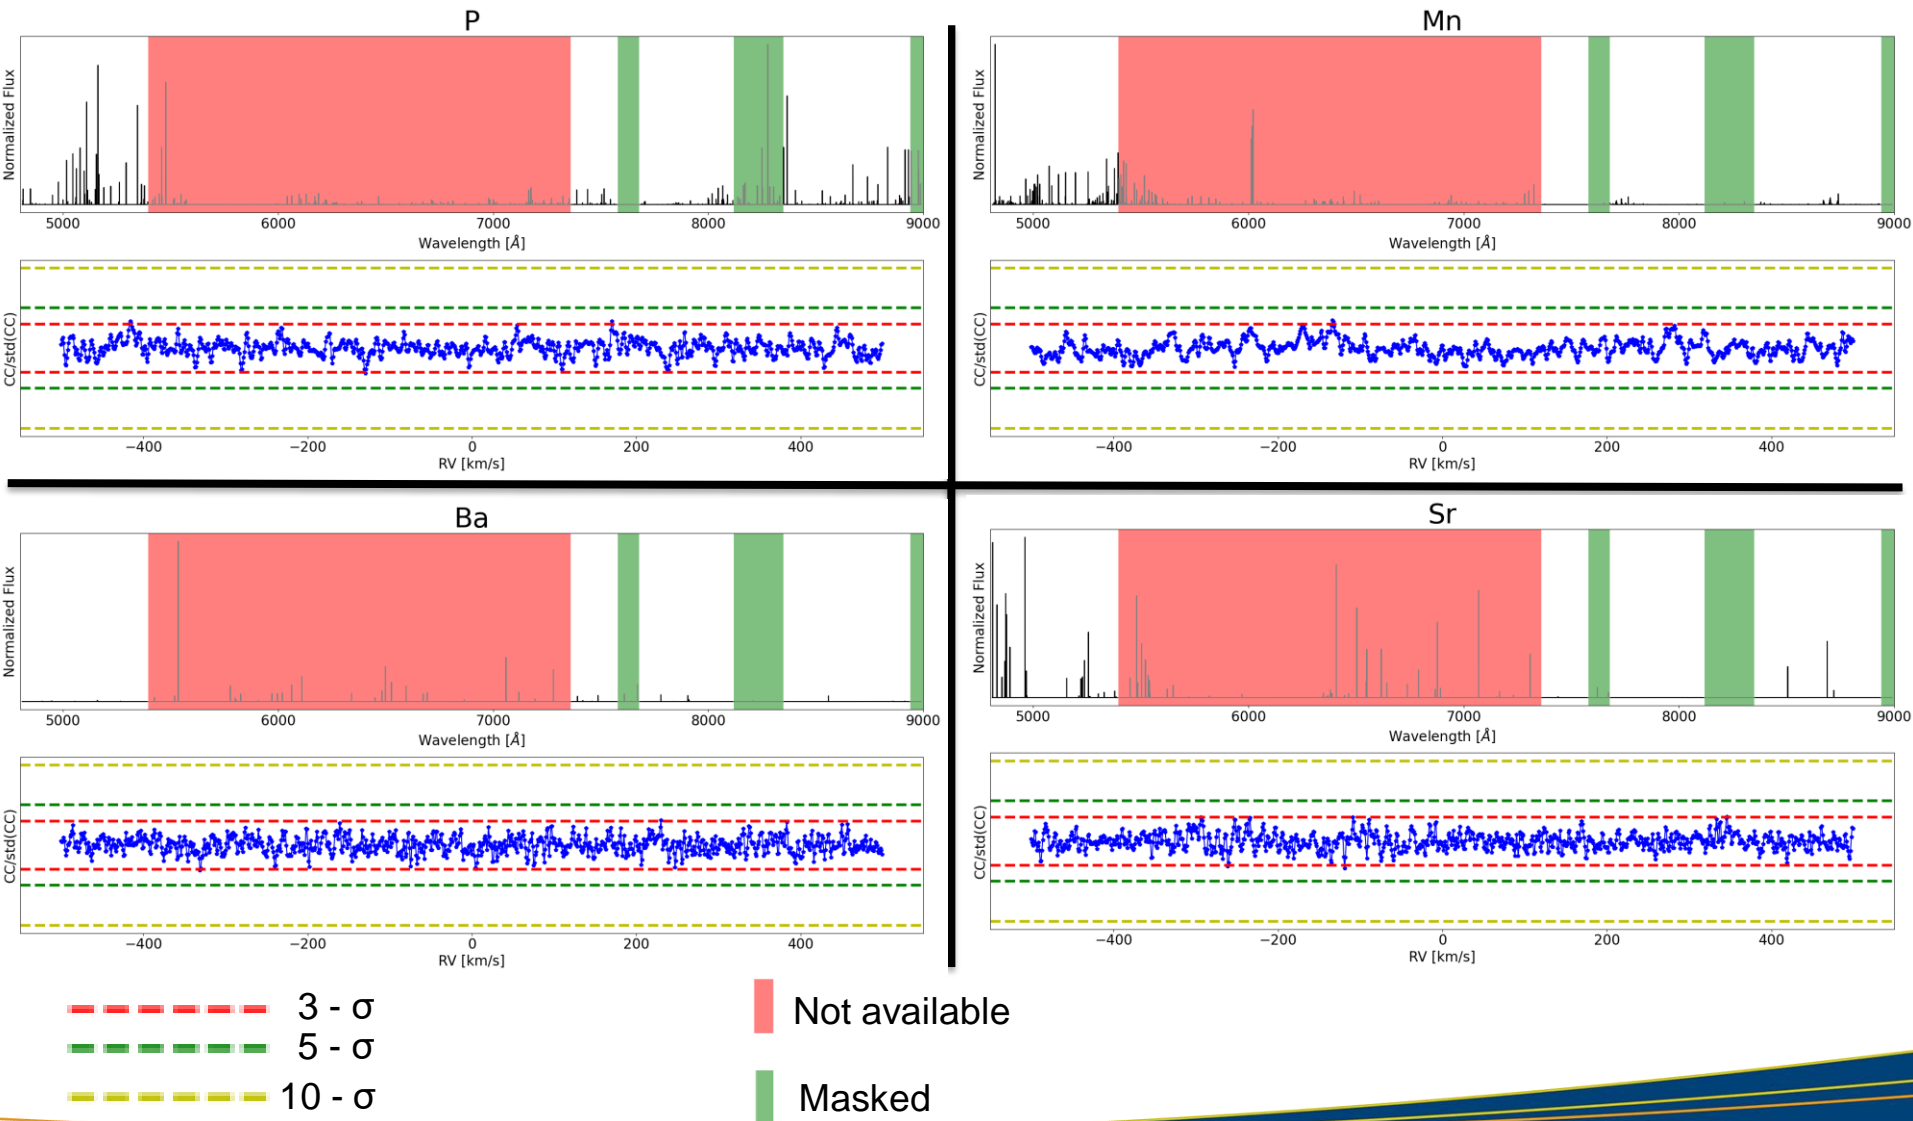 P
Normalized Flux
5000 6000 7000 8000 9000
Wavelength [Å]
CC/std(CC)
−400 −200 0 200 400
RV [km/s]
Mn
Normalized Flux
5000 6000 7000 8000 9000
Wavelength [Å]
CC/std(CC)
−400 −200 0 200 400
RV [km/s]
Ba
Normalized Flux
5000 6000 7000 8000 9000
Wavelength [Å]
CC/std(CC)
−400 −200 0 200 400
RV [km/s]
Sr
Normalized Flux
5000 6000 7000 8000 9000
Wavelength [Å]
CC/std(CC)
−400 −200 0 200 400
RV [km/s]
3 - σ
5 - σ
10 - σ
Not available
Masked